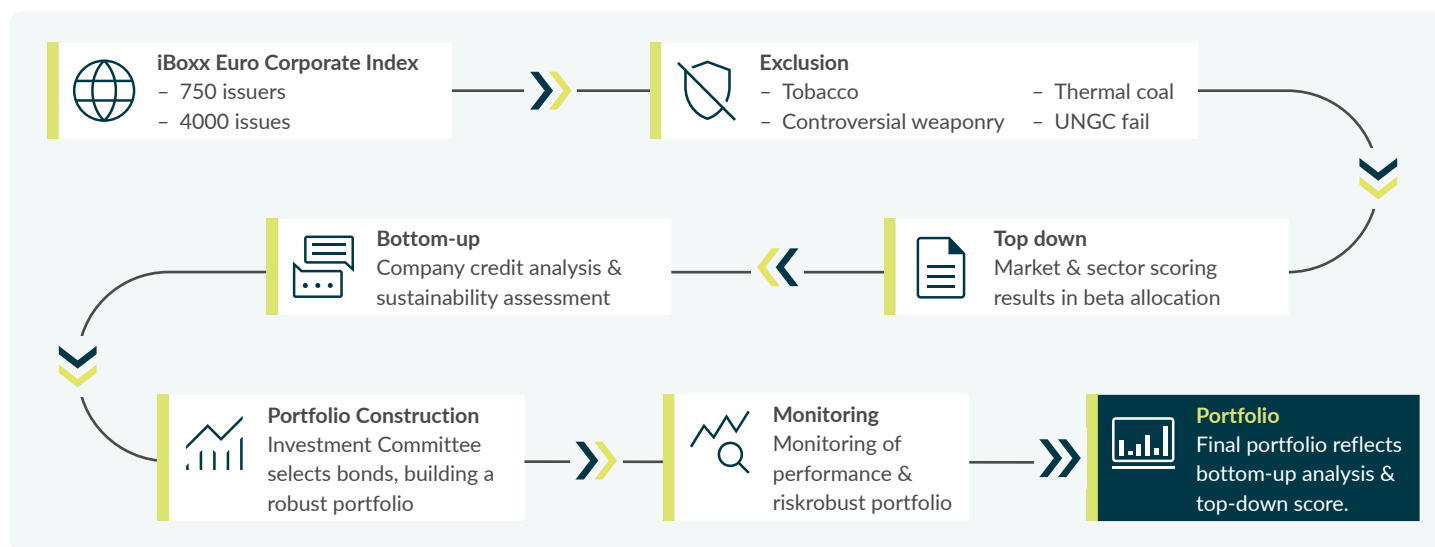 iBoxx Euro Corporate Index
– 750 issuers
– 4000 issues
Exclusion
– Tobacco
– Controversial weaponry
– Thermal coal
– UNGC fail
Top down
Market & sector scoring
results in beta allocation
Bottom-up
Company credit analysis &
sustainability assessment
Portfolio Construction
Investment Committee
selects bonds, building a
robust portfolio
Monitoring
Monitoring of
performance &
riskrobust portfolio
Portfolio
Final portfolio reflects
bottom-up analysis &
top-down score.